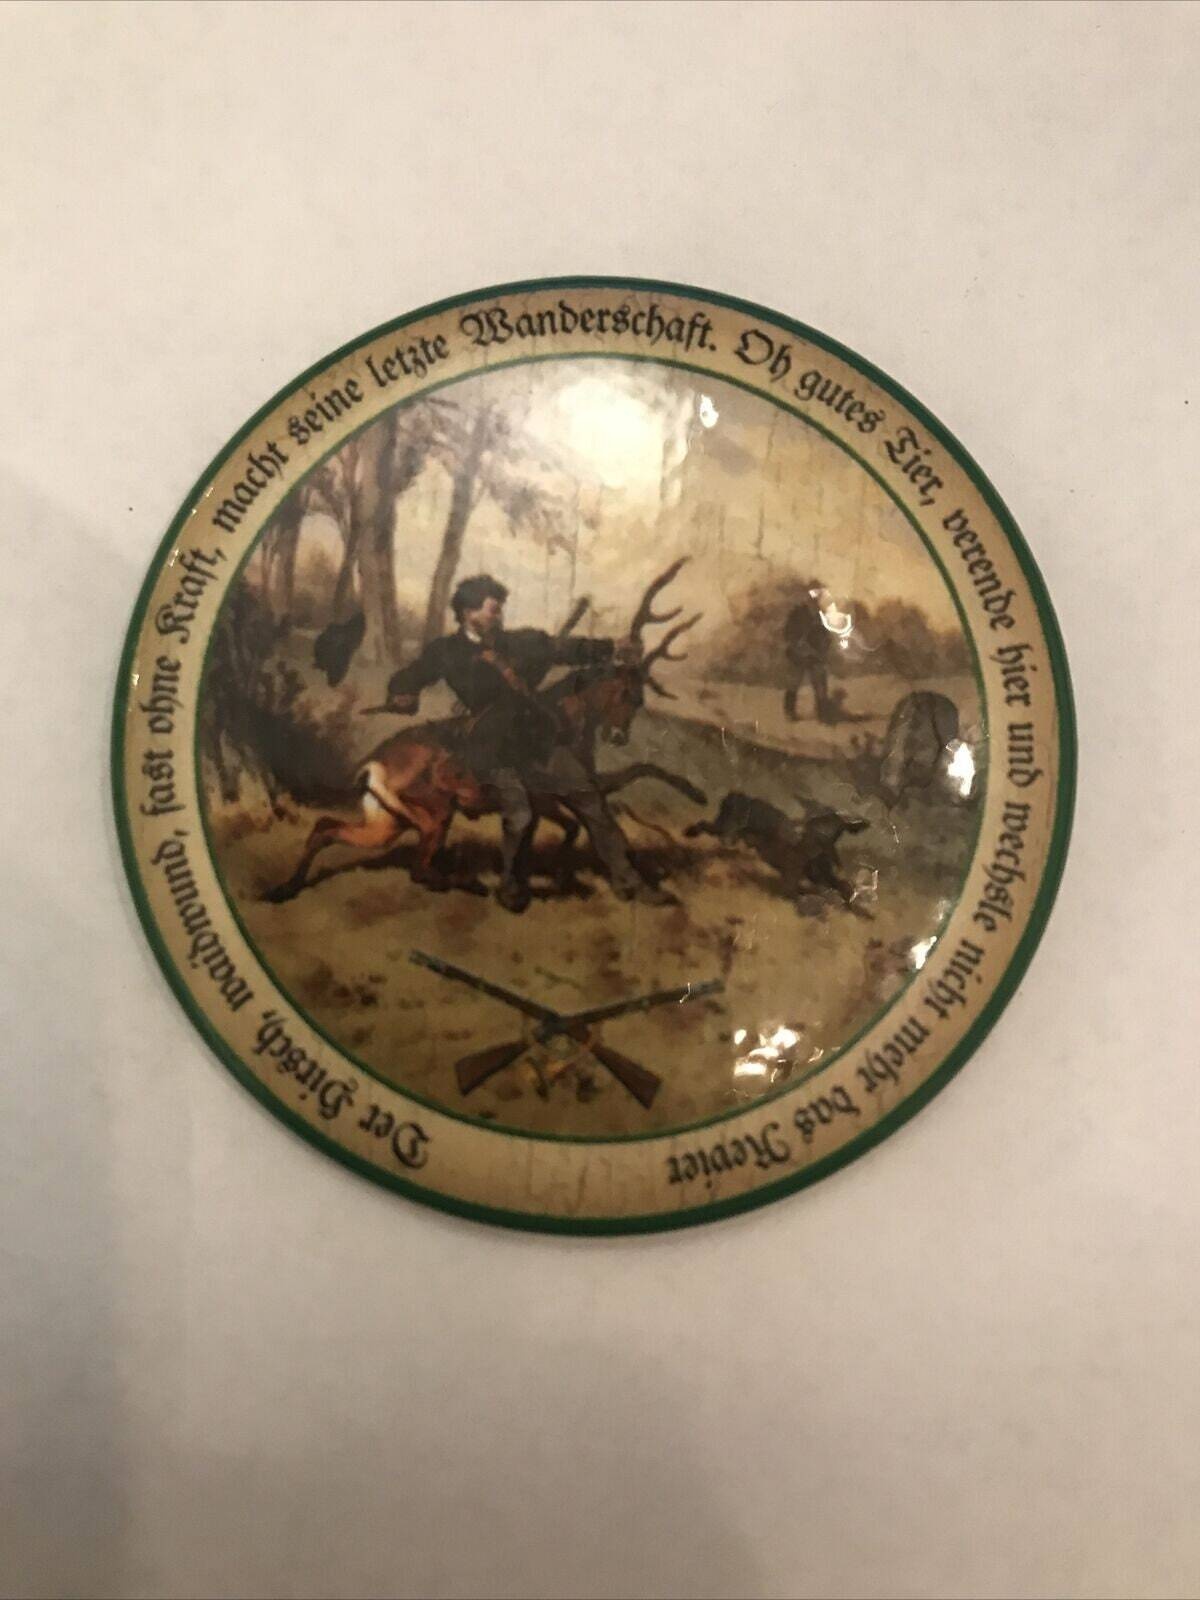 Der Hirsch, waidwund, fast ohne Kraft, macht seine letzte Wanderschaft. Oh gutes Tier, verende hier und wechsle nicht mehr das Revier